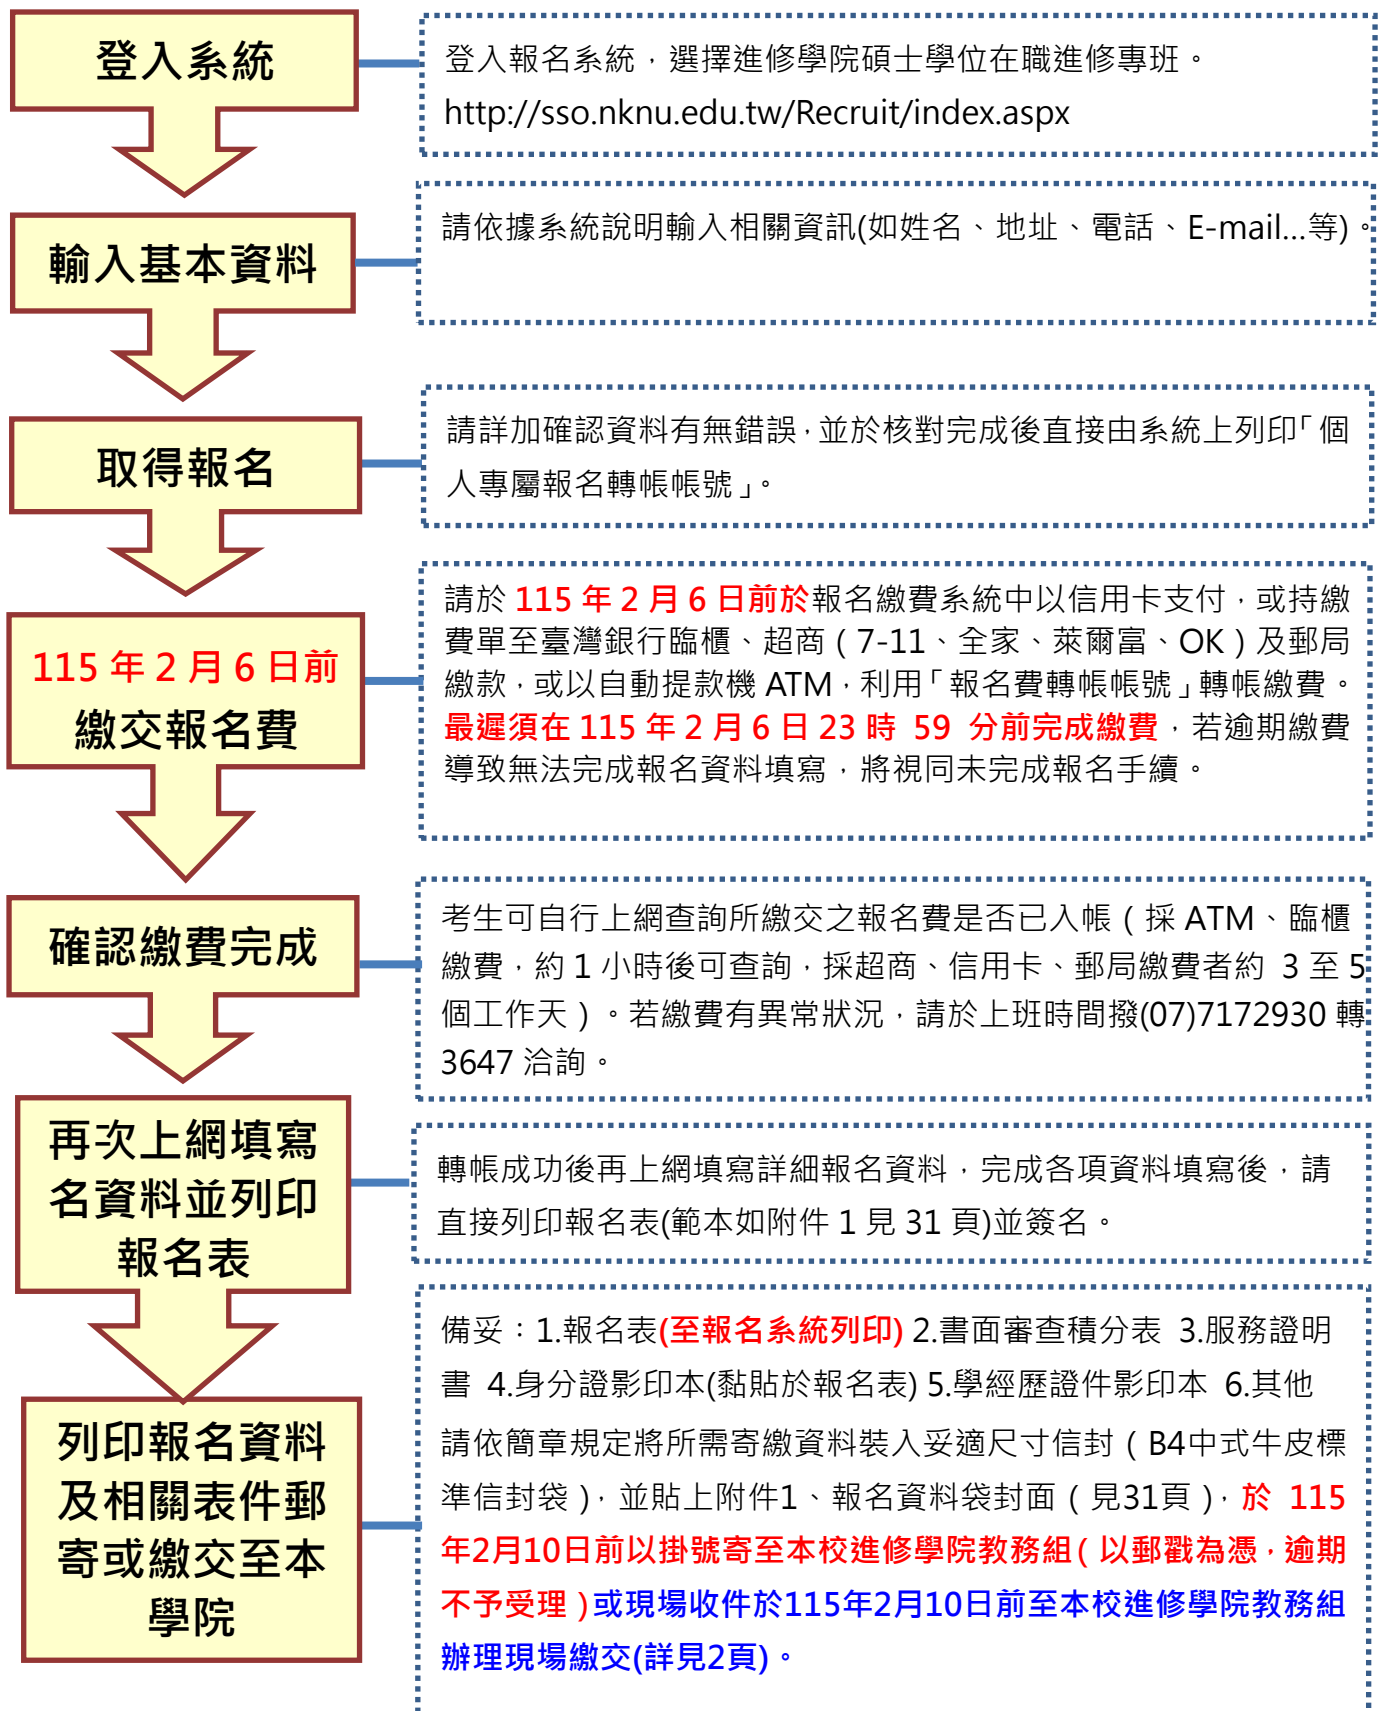 登入系統
登入報名系統，選擇進修學院碩士學位在職進修專班。
http://sso.nknu.edu.tw/Recruit/index.aspx
輸入基本資料
請依據系統說明輸入相關資訊(如姓名、地址、電話、E-mail…等)。
取得報名
請詳加確認資料有無錯誤，並於核對完成後直接由系統上列印「個
人專屬報名轉帳帳號」。
115 年 2 月 6 日前
繳交報名費
請於 115 年 2 月 6 日前於報名繳費系統中以信用卡支付，或持繳
費單至臺灣銀行臨櫃、超商（7-11、全家、萊爾富、OK）及郵局
繳款，或以自動提款機 ATM，利用「報名費轉帳帳號」轉帳繳費。
最遲須在 115 年 2 月 6 日 23 時 59 分前完成繳費，若逾期繳費
導致無法完成報名資料填寫，將視同未完成報名手續。
確認繳費完成
考生可自行上網查詢所繳交之報名費是否已入帳（採 ATM、臨櫃
繳費，約 1 小時後可查詢，採超商、信用卡、郵局繳費者約 3 至 5
個工作天）。若繳費有異常狀況，請於上班時間撥(07)7172930 轉
3647 洽詢。
再次上網填寫
名資料並列印
報名表
轉帳成功後再上網填寫詳細報名資料，完成各項資料填寫後，請
直接列印報名表(範本如附件 1 見 31 頁)並簽名。
列印報名資料
及相關表件郵
寄或繳交至本
學院
備妥：1.報名表(至報名系統列印) 2.書面審查積分表 3.服務證明
書 4.身分證影印本(黏貼於報名表) 5.學經歷證件影印本 6.其他
請依簡章規定將所需寄繳資料裝入妥適尺寸信封（B4中式牛皮標
準信封袋），並貼上附件1、報名資料袋封面（見31頁），於 115
年2月10日前以掛號寄至本校進修學院教務組（以郵戳為憑，逾期
不予受理）或現場收件於115年2月10日前至本校進修學院教務組
辦理現場繳交(詳見2頁)。